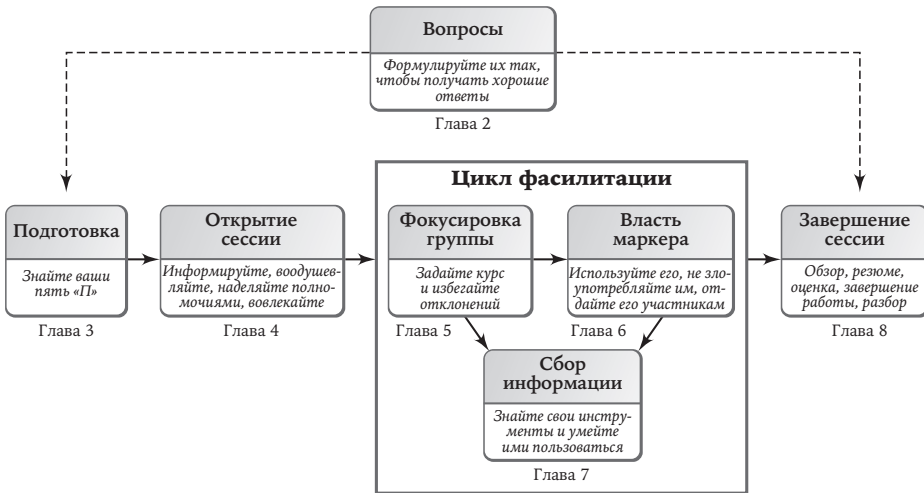 Вопросы
Формулируйте их так,
чтобы получать хорошие
ответы
Глава 2
Подготовка
Знайте ваши
пять «П»
Глава 3
Открытие
сессии
Информируйте, воодушев-
ляйте, наделяйте полно-
мочиями, вовлекайте
Глава 4
Цикл фасилитации
Фокусировка
группы
Задайте курс
и избегайте
отклонений
Глава 5
Власть
маркера
Используйте его, не зло-
употребляйте им, от-
дайте его участникам
Глава 6
Сбор
информации
Знайте свои инстру-
менты и умейте
ими пользоваться
Глава 7
Завершение
сессии
Обзор, резюме,
оценка, завершение
работы, разбор
Глава 8